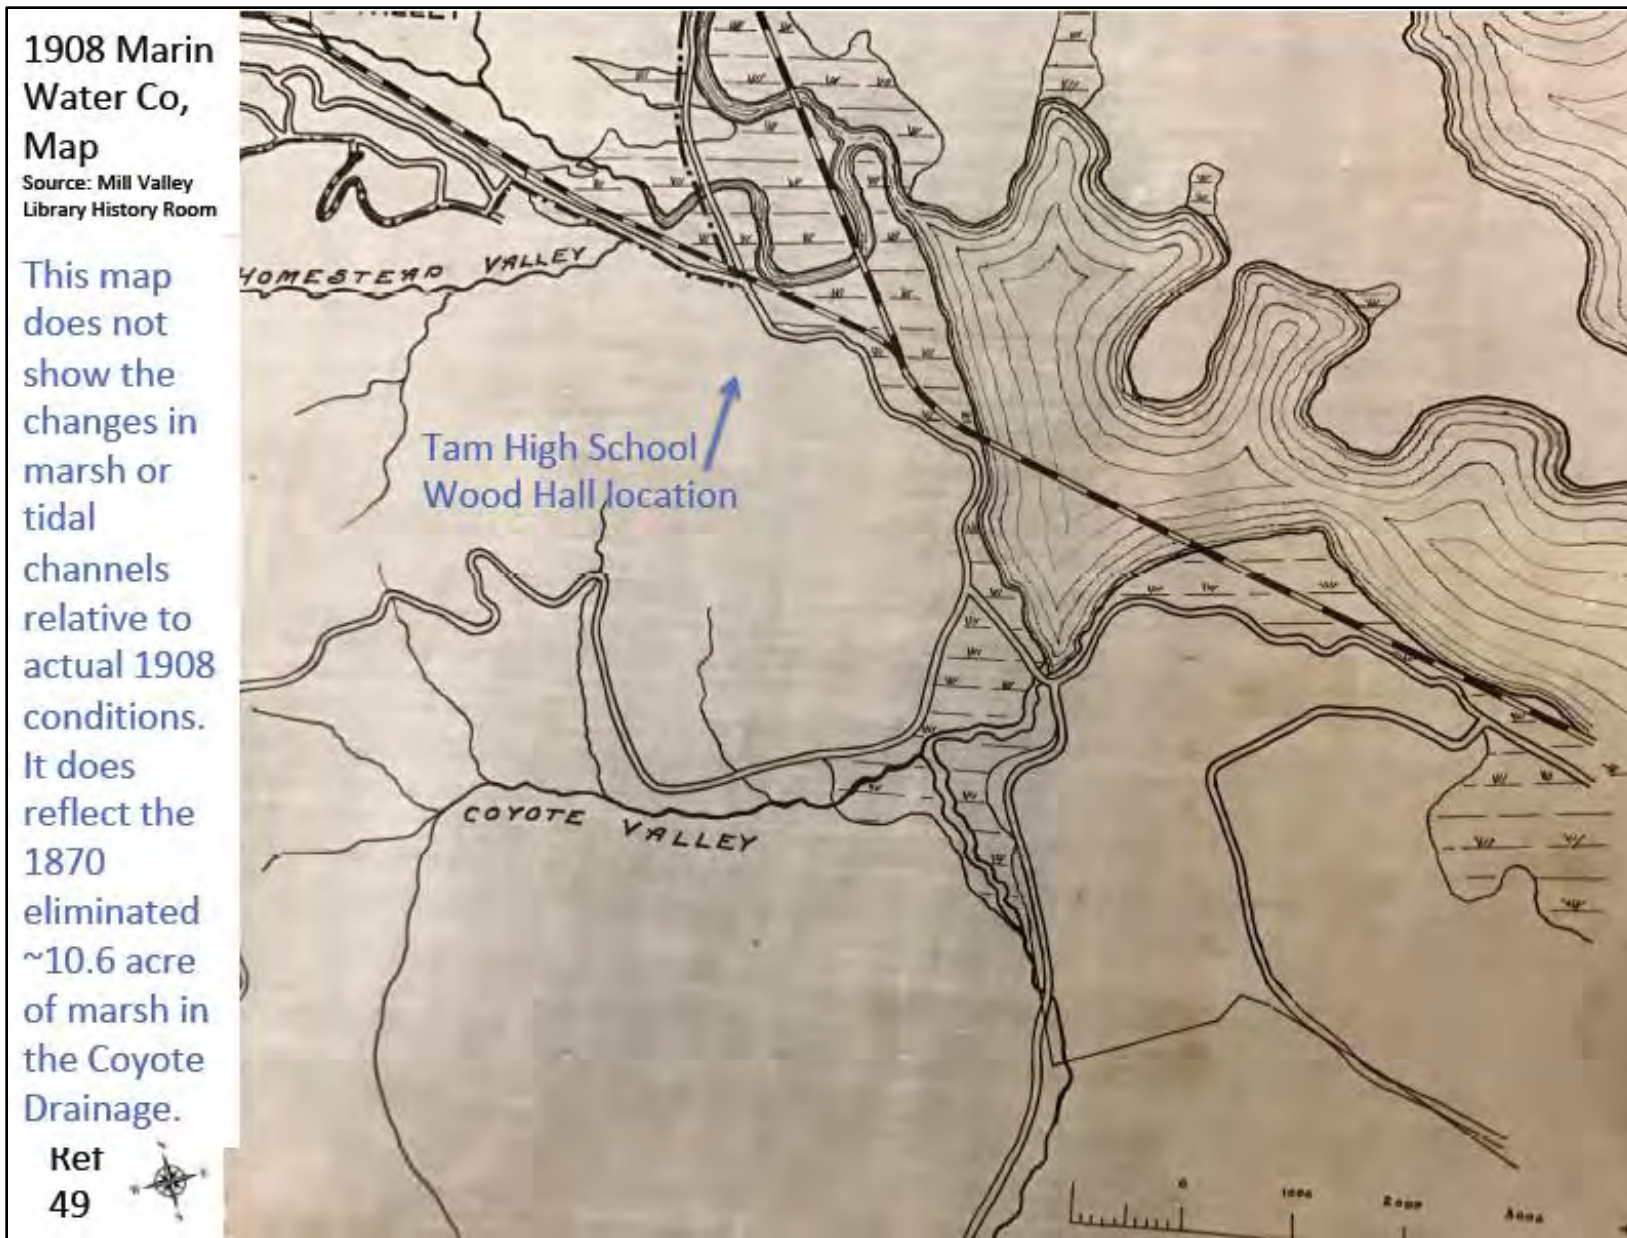 1908 Marin
Water Co,
Map
Source: Mill Valley
Library History Room
This map
does not
show the
changes in
marsh or
tidal
channels
relative to
actual 1908
conditions.
It does
reflect the
1870
eliminated
~10.6 acre
of marsh in
the Coyote
Drainage.
Ref
49
HOMESTEAD VALLEY
Tam High School
Wood Hall location
COYOTE VALLEY
0 1000 2000 3000